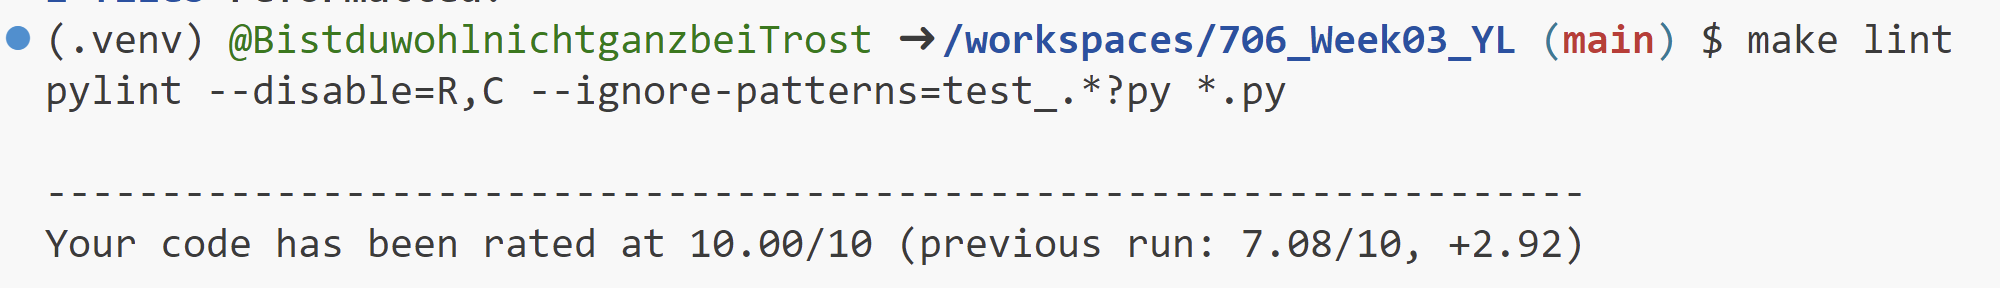 (.venv) @BistduwohlnichtganzbeiTrost →/workspaces/706_Week03_YL (main) $ make lint
pylint --disable=R,C --ignore-patterns=test_.*?py *.py
-------------------------------------------------------------------
Your code has been rated at 10.00/10 (previous run: 7.08/10, +2.92)